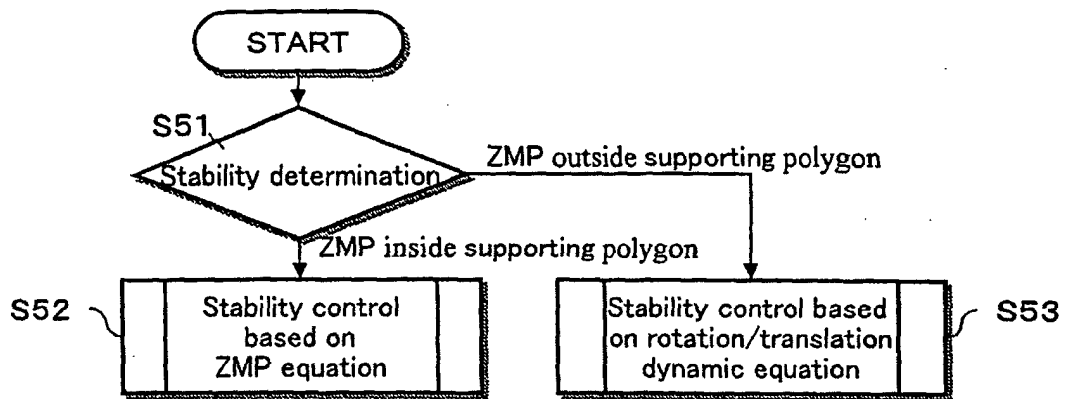 START
S51
Stability determination
ZMP outside supporting polygon
ZMP inside supporting polygon
S52
Stability control
based on
ZMP equation
Stability control based
on rotation/translation
dynamic equation
S53